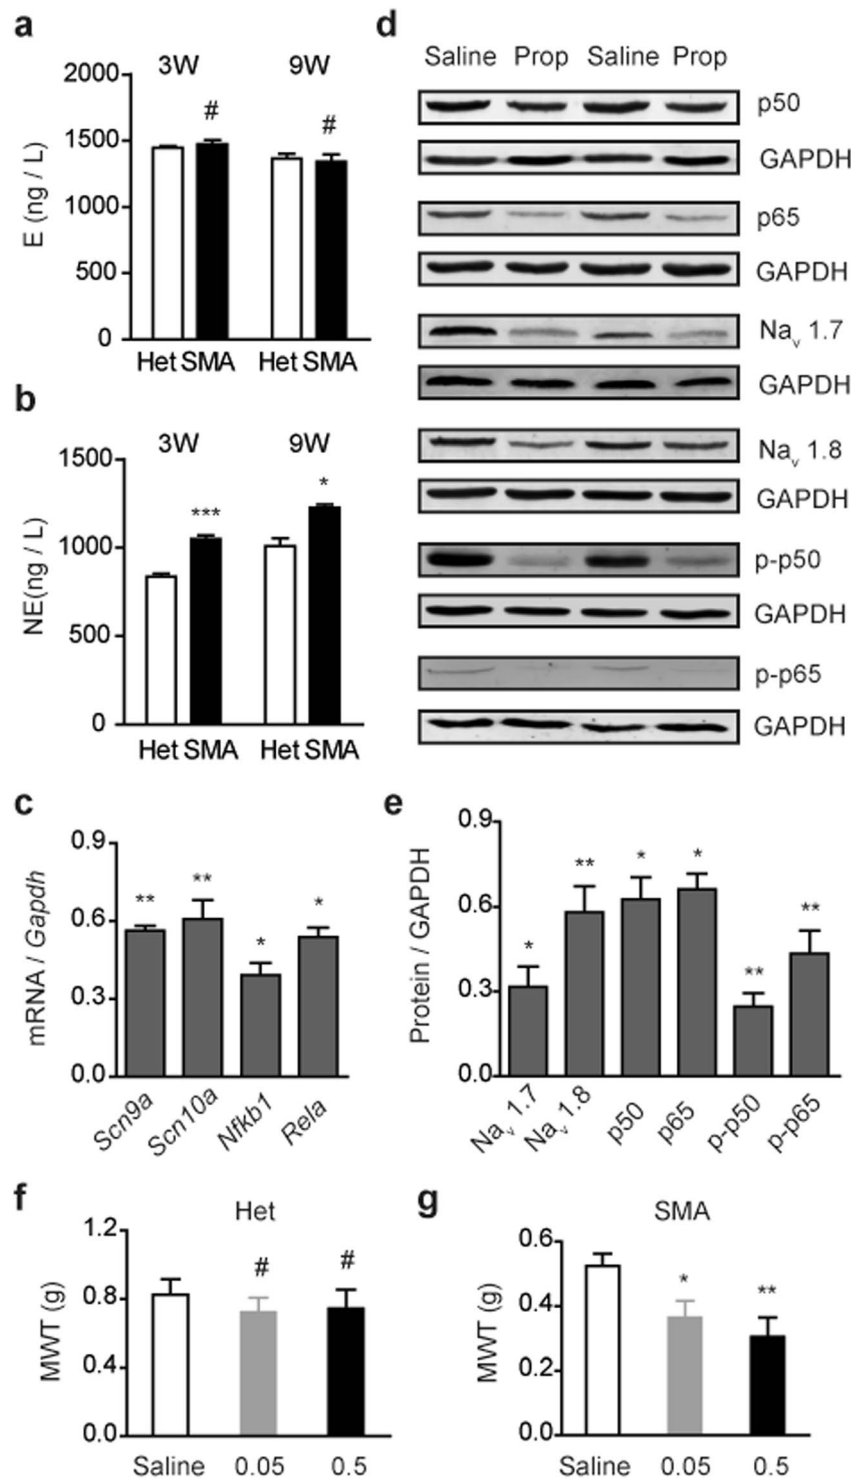 a
3W 9W
2000
1500
1000
500
0
E (ng / L)
# #
Het SMA Het SMA
b
3W 9W
1500
1000
500
0
NE(ng / L)
*** *
Het SMA Het SMA
c
0.9
0.6
0.3
0.0
mRNA / Gapdh
** ** * *
Scn9a Scn10a Nfkb1 Rela
d
Saline Prop Saline Prop
p50
GAPDH
p65
GAPDH
Nav 1.7
GAPDH
Nav 1.8
GAPDH
p-p50
GAPDH
p-p65
GAPDH
e
0.9
0.6
0.3
0.0
Protein / GAPDH
* ** * * ** **
Nav 1.7 Nav 1.8 p50 p65 p-p50 p-p65
f
Het
1.2
0.8
0.4
0.0
MWT (g)
# #
Saline 0.05 0.5
g
SMA
0.6
0.4
0.2
0.0
MWT (g)
* **
Saline 0.05 0.5